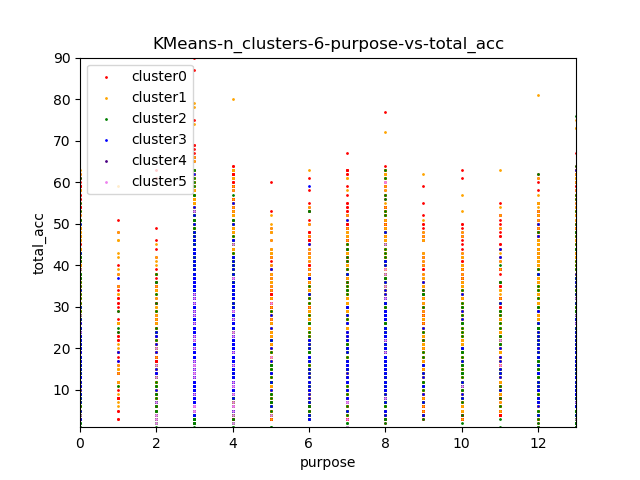 KMeans-n_clusters-6-purpose-vs-total_acc
cluster0
cluster1
cluster2
cluster3
cluster4
cluster5
total_acc
90
80
70
60
50
40
30
20
10
0 2 4 6 8 10 12
purpose